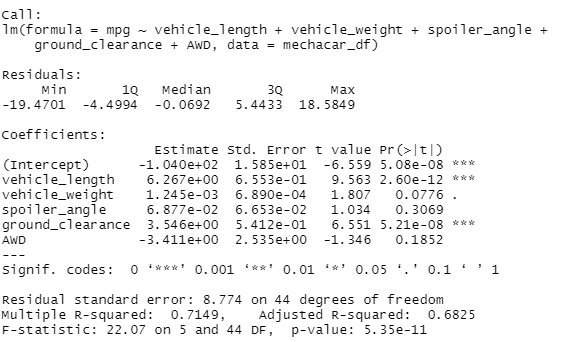 Call:
lm(formula = mpg ~ vehicle_length + vehicle_weight + spoiler_angle +
    ground_clearance + AWD, data = mechacar_df)

Residuals:
     Min       1Q   Median       3Q      Max
-19.4701  -4.4994  -0.0692   5.4433  18.5849

Coefficients:
                   Estimate Std. Error t value Pr(>|t|)
(Intercept)      -1.040e+02  1.585e+01  -6.559 5.08e-08 ***
vehicle_length    6.267e+00  6.553e-01   9.563 2.60e-12 ***
vehicle_weight    1.245e-03  6.890e-04   1.807   0.0776 .
spoiler_angle     6.877e-02  6.653e-02   1.034   0.3069
ground_clearance  3.546e+00  5.412e-01   6.551 5.21e-08 ***
AWD              -3.411e+00  2.535e+00  -1.346   0.1852
---
Signif. codes:  0 ‘***’ 0.001 ‘**’ 0.01 ‘*’ 0.05 ‘.’ 0.1 ‘ ’ 1

Residual standard error: 8.774 on 44 degrees of freedom
Multiple R-squared:  0.7149,	Adjusted R-squared:  0.6825
F-statistic: 22.07 on 5 and 44 DF,  p-value: 5.35e-11